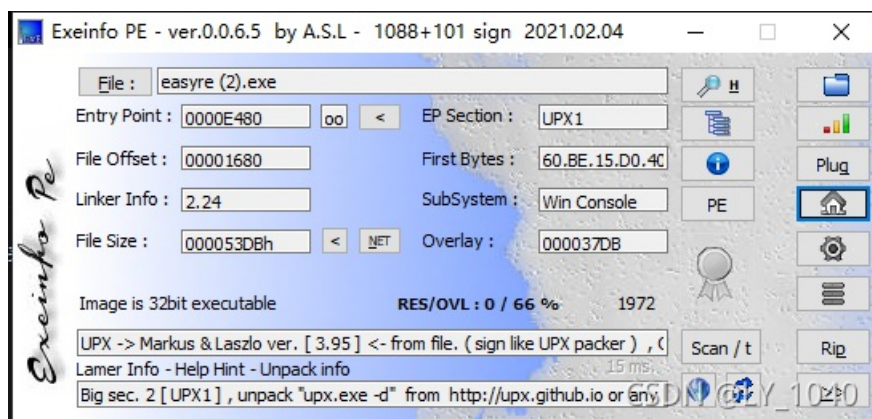 Exeinfo PE - ver.0.0.6.5 by A.S.L - 1088+101 sign 2021.02.04
File : easyre (2).exe H
Entry Point : 0000E480 oo < EP Section : UPX1
File Offset : 00001680 First Bytes : 60.BE.15.D0.40 Plug
Linker Info : 2.24 SubSystem : Win Console PE
File Size : 000053DBh < NET Overlay : 000037DB
Image is 32bit executable RES/OVL : 0 / 66 % 1972
UPX -> Markus & Laszlo ver. [ 3.95 ] <- from file. ( sign like UPX packer ) , Scan / t Rip
Lamer Info - Help Hint - Unpack info 15 ms.
Big sec. 2 [ UPX1 ] , unpack "upx.exe -d" from http://upx.github.io or any
Exeinfo Pe
CSDN @LY_1040